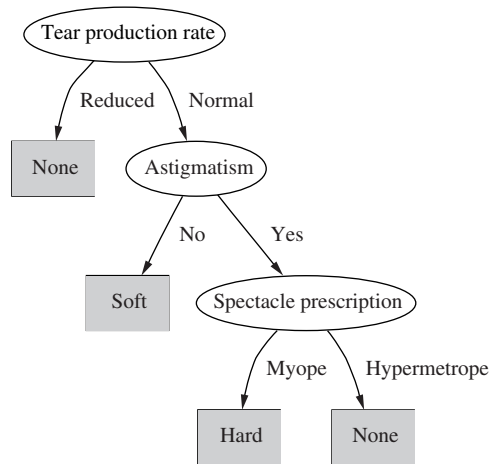 Tear production rate
Reduced
Normal
None
Astigmatism
No
Yes
Soft
Spectacle prescription
Myope
Hypermetrope
Hard
None